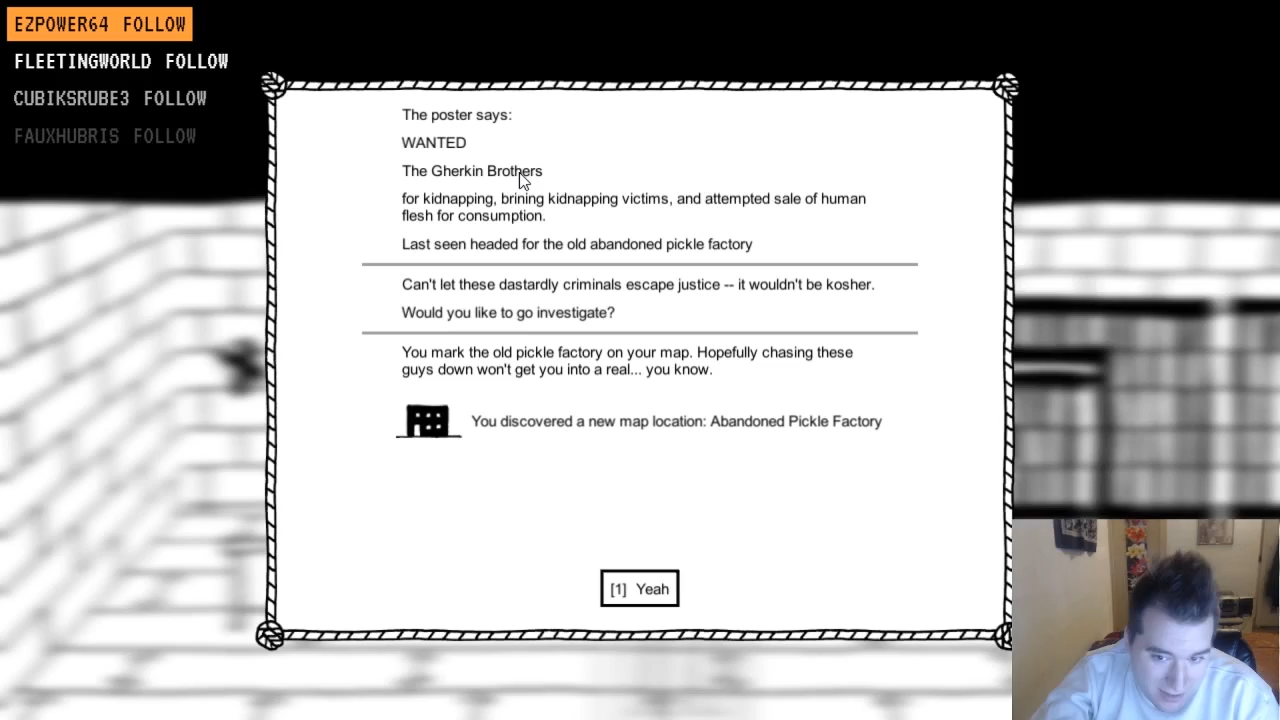 EZPOWER64 FOLLOW
FLEETINGWORLD FOLLOW
CUBIKSRUBE3 FOLLOW
FAUXHUBRIS FOLLOW
The poster says:
WANTED
The Gherkin Brothers
for kidnapping, brining kidnapping victims, and attempted sale of human
flesh for consumption.
Last seen headed for the old abandoned pickle factory
Can't let these dastardly criminals escape justice -- it wouldn't be kosher.
Would you like to go investigate?
You mark the old pickle factory on your map. Hopefully chasing these
guys down won't get you into a real... you know.
You discovered a new map location: Abandoned Pickle Factory
[1] Yeah